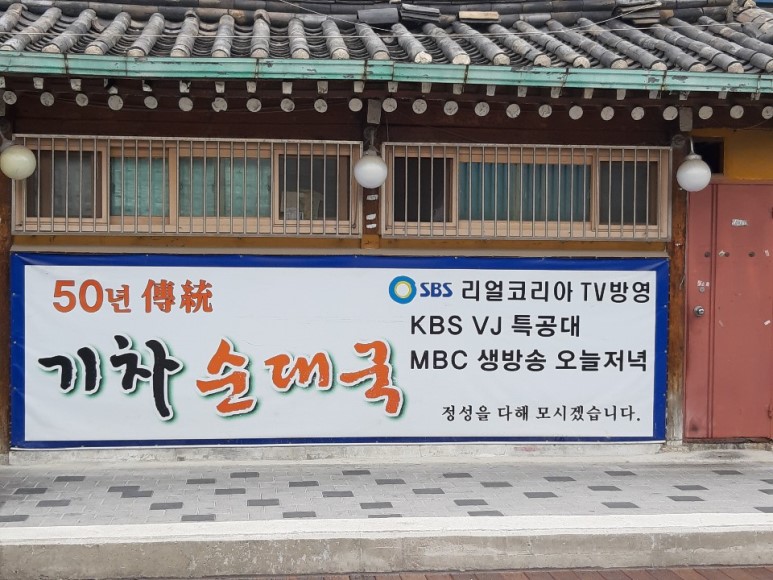 50년 傳統
기차 순대국
SBS 리얼코리아 TV방영
KBS VJ 특공대
MBC 생방송 오늘저녁
정성을 다해 모시겠습니다.